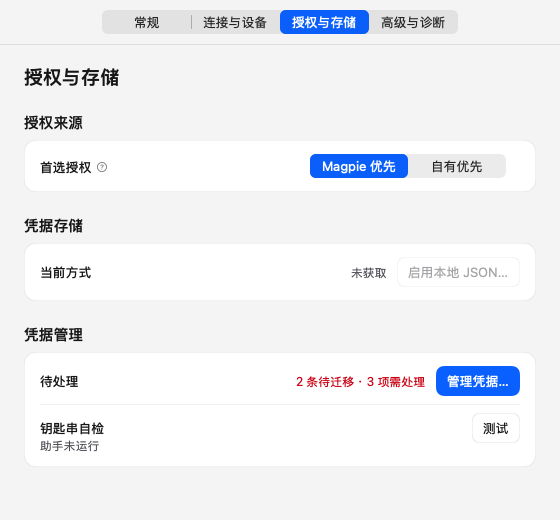 常规 连接与设备 授权与存储 高级与诊断
授权与存储
授权来源
首选授权 Magpie 优先 自有优先
凭据存储
当前方式 未获取 启用本地 JSON...
凭据管理
待处理 2 条待迁移 · 3 项需处理 管理凭据...
钥匙串自检 测试
助手未运行